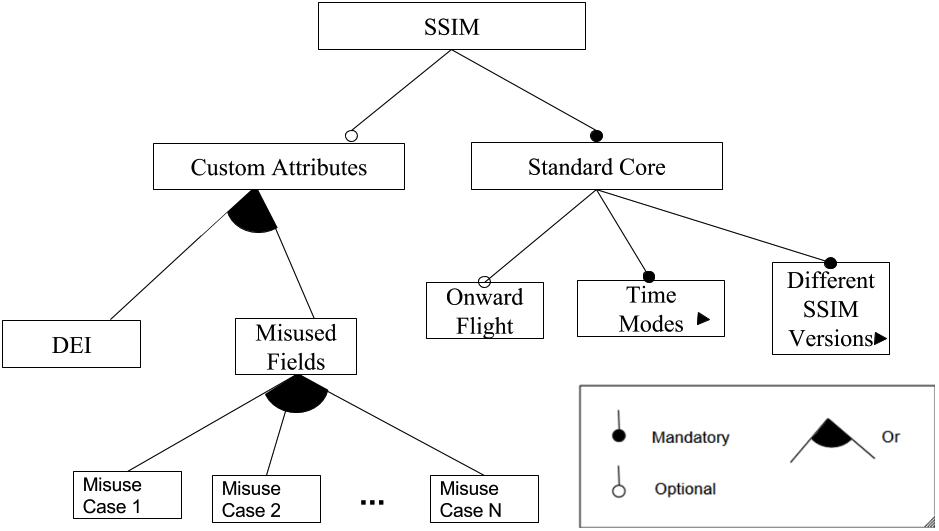 SSIM
Custom Attributes
Standard Core
Onward
Flight
Time
Modes
Different
SSIM
Versions
DEI
Misused
Fields
Misuse
Case 1
Misuse
Case 2
...
Misuse
Case N
Mandatory
Or
Optional